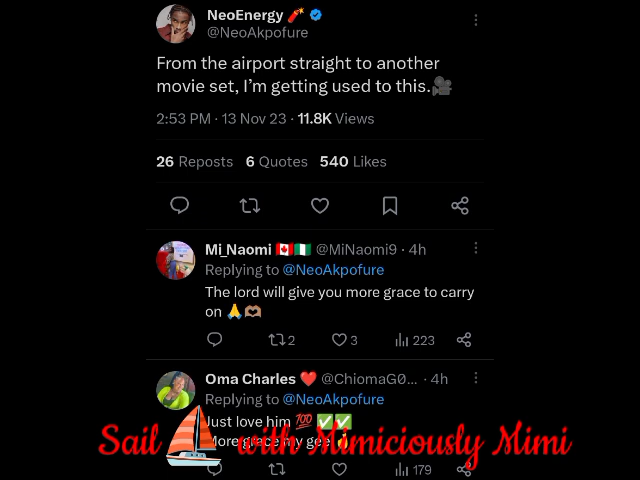 NeoEnergy 🧨
@NeoAkpofure
From the airport straight to another
movie set, I'm getting used to this.🎥
2:53 PM · 13 Nov 23 · 11.8K Views
26 Reposts 6 Quotes 540 Likes
Mi_Naomi 🇨🇦🇳🇬 @MiNaomi9 · 4h
Replying to @NeoAkpofure
The lord will give you more grace to carry
on 🙏🫶🏽
2 3 223
Oma Charles ❤️ @ChiomaG0... · 4h
Replying to @NeoAkpofure
Just love him 💯✅✅
More grace my gee
Sail ⛵ with Mimiciously Mimi
179